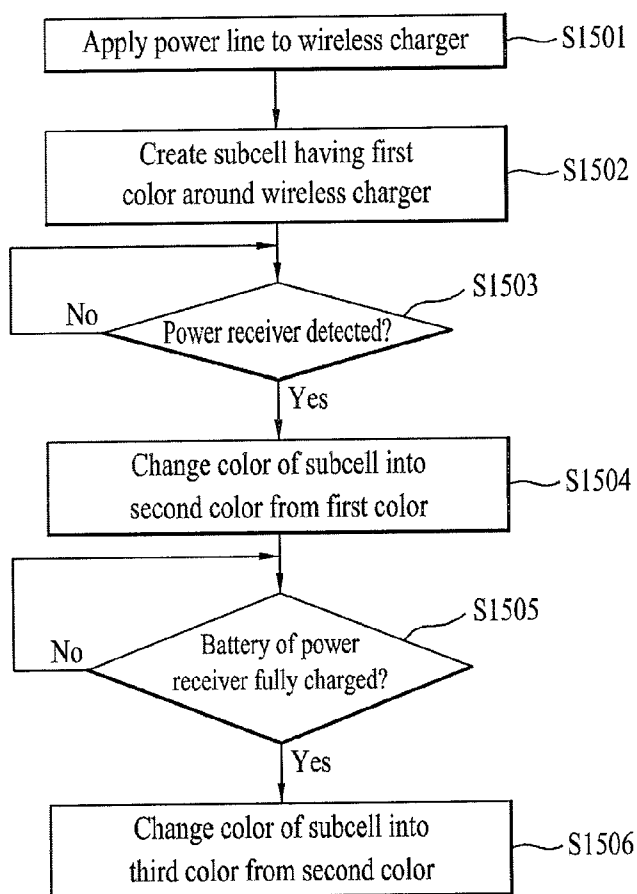 Apply power line to wireless charger
S1501
Create subcell having first
color around wireless charger
S1502
S1503
No
Power receiver detected?
Yes
Change color of subcell into
second color from first color
S1504
S1505
No
Battery of power
receiver fully charged?
Yes
Change color of subcell into
third color from second color
S1506